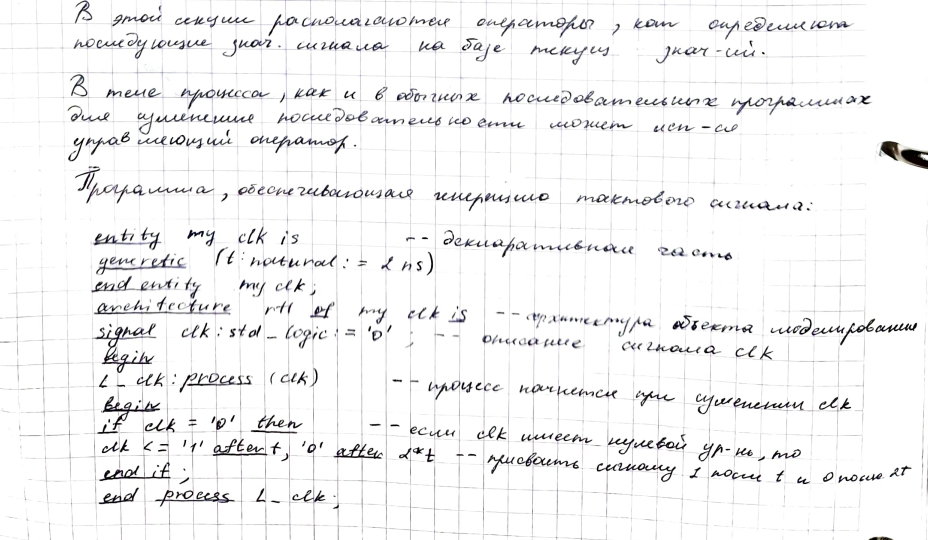 В этой секции располагаются операторы, кот определяют
последующие знач. сигнала на базе текущ знач-ий.
В теле процесса, как и в обычных последовательных программах
для изменения последовательности может исп-ся
управляющий оператор.
Программа, обеспечивающая генерацию тактового сигнала:
entity my clk is -- декларативная часть
generetic (t: natural: = 2 ns)
end entity my clk;
architecture rtl of my clk is -- архитектура объекта моделирования
signal clk: std_logic: = '0'; -- описание сигнала clk
begin
L_clk: process (clk) -- процесс начнется при изменении clk
begin
if clk = '0' then -- если clk имеет нулевой ур-нь, то
clk <= '1' after t, '0' after 2*t -- присвоить сигналу 1 после t и 0 после 2t
end if;
end process L_clk;